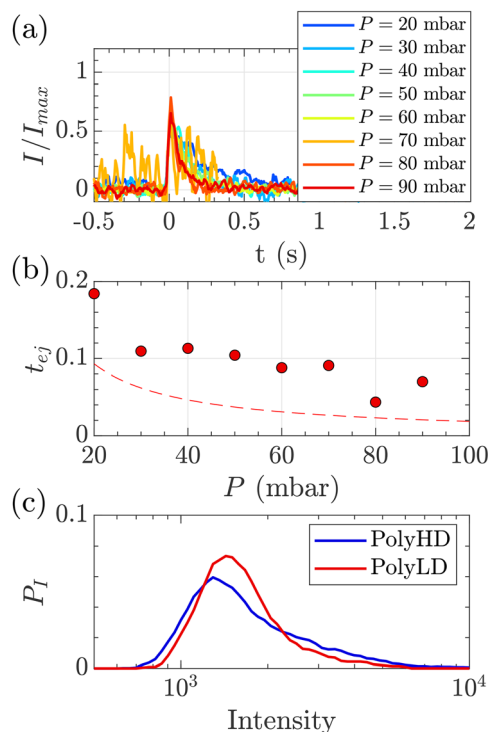 (a)
P = 20 mbar
P = 30 mbar
P = 40 mbar
P = 50 mbar
P = 60 mbar
P = 70 mbar
P = 80 mbar
P = 90 mbar
1
0.5
0
I/I_max
-0.5 0 0.5 1 1.5 2
t (s)
(b)
0.2
0.1
0
t_ej
20 40 60 80 100
P (mbar)
(c)
0.1
0
P_I
PolyHD
PolyLD
10^3 10^4
Intensity